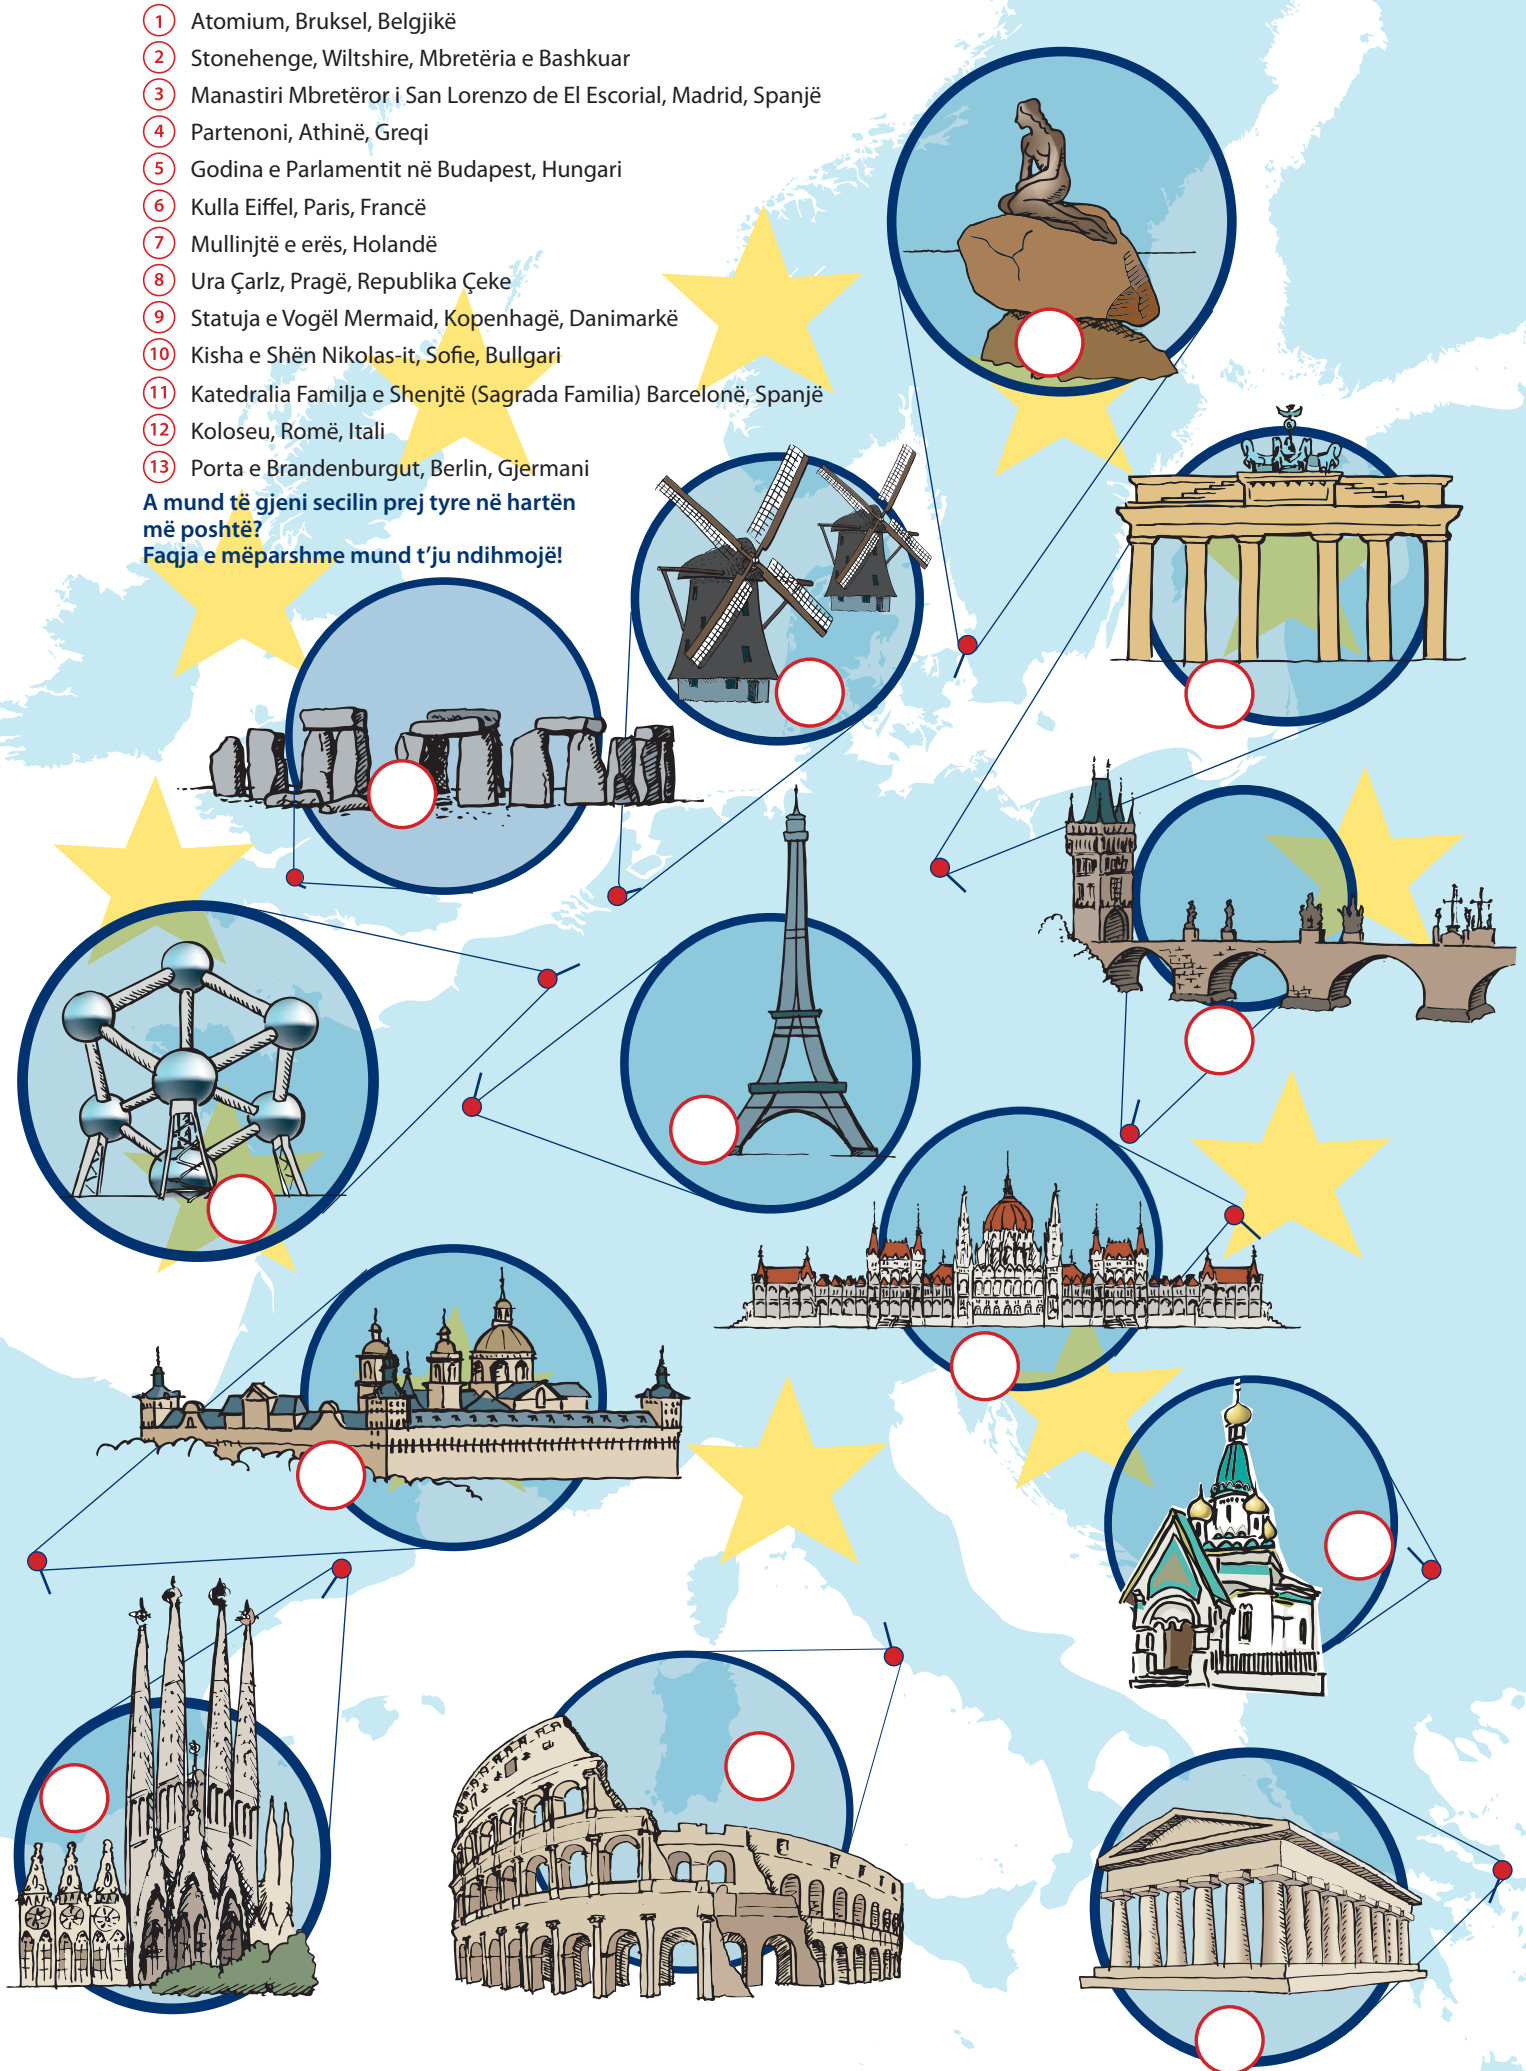 1 Atomium, Bruksel, Belgjikë
2 Stonehenge, Wiltshire, Mbretëria e Bashkuar
3 Manastiri Mbretëror i San Lorenzo de El Escorial, Madrid, Spanjë
4 Partenoni, Athinë, Greqi
5 Godina e Parlamentit në Budapest, Hungari
6 Kulla Eiffel, Paris, Francë
7 Mullinjtë e erës, Holandë
8 Ura Çarlz, Pragë, Republika Çeke
9 Statuja e Vogël Mermaid, Kopenhagë, Danimarkë
10 Kisha e Shën Nikolas-it, Sofie, Bullgari
11 Katedralia Familja e Shenjtë (Sagrada Familia) Barcelonë, Spanjë
12 Koloseu, Romë, Itali
13 Porta e Brandenburgut, Berlin, Gjermani
A mund të gjeni secilin prej tyre në hartën
më poshtë?
Faqja e mëparshme mund t’ju ndihmojë!